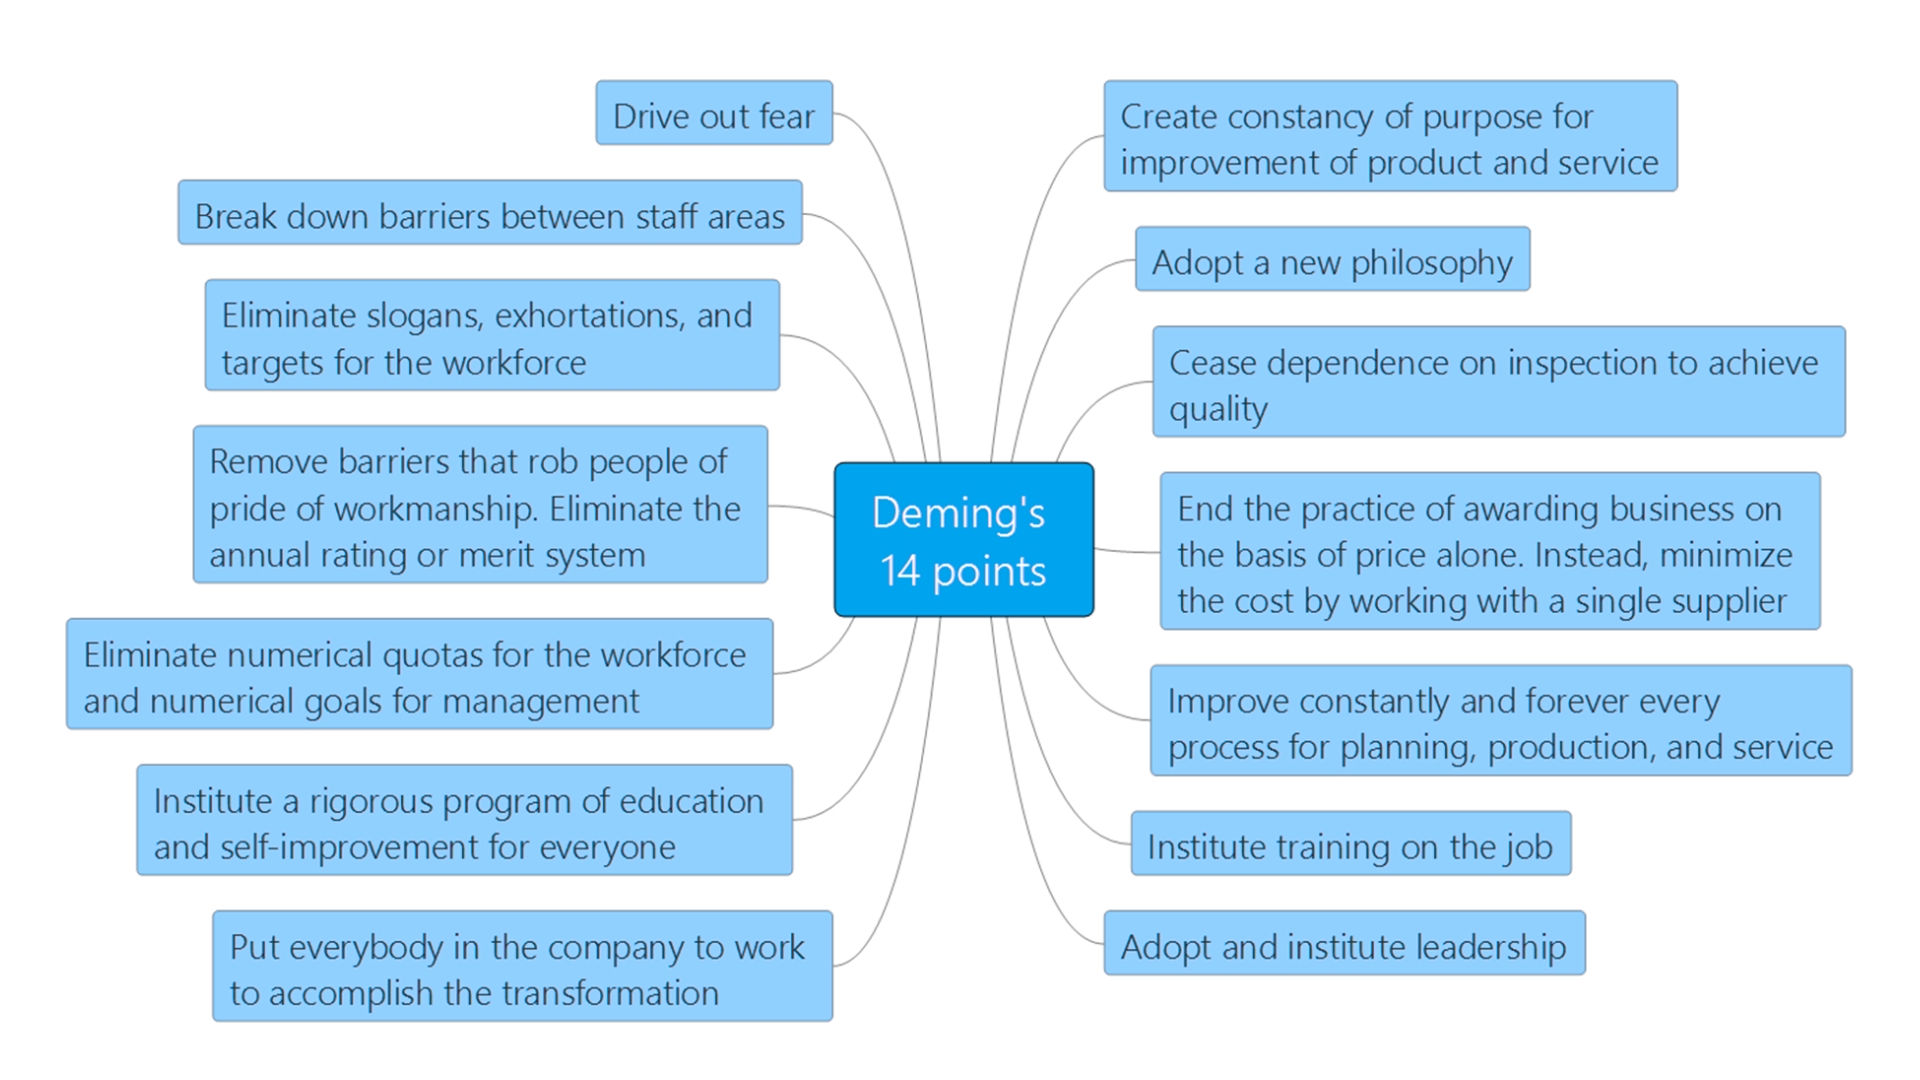 Drive out fear
Break down barriers between staff areas
Eliminate slogans, exhortations, and
targets for the workforce
Remove barriers that rob people of
pride of workmanship. Eliminate the
annual rating or merit system
Eliminate numerical quotas for the workforce
and numerical goals for management
Institute a rigorous program of education
and self-improvement for everyone
Put everybody in the company to work
to accomplish the transformation
Deming's
14 points
Create constancy of purpose for
improvement of product and service
Adopt a new philosophy
Cease dependence on inspection to achieve
quality
End the practice of awarding business on
the basis of price alone. Instead, minimize
the cost by working with a single supplier
Improve constantly and forever every
process for planning, production, and service
Institute training on the job
Adopt and institute leadership